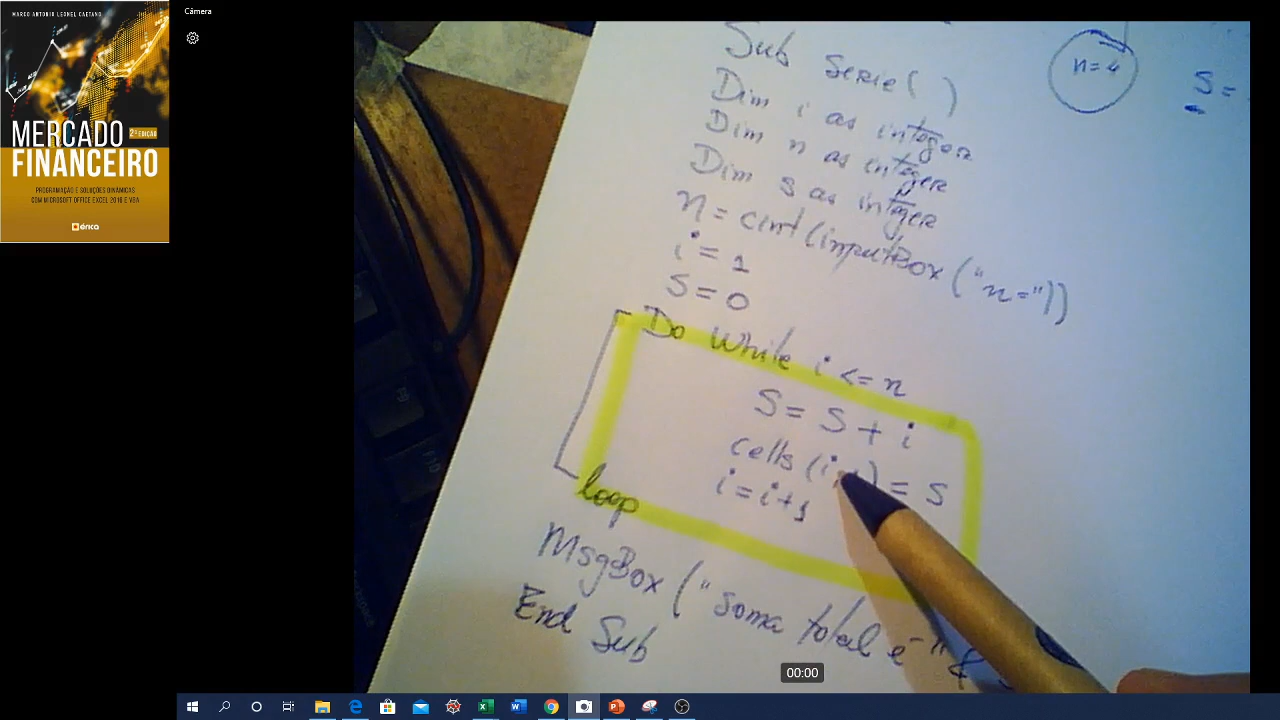 Câmera
MARCO ANTONIO LEONEL CAETANO
MERCADO
2ª EDIÇÃO
FINANCEIRO
PROGRAMAÇÃO E SOLUÇÕES DINÂMICAS
COM MICROSOFT OFFICE EXCEL 2016 E VBA
érica
Sub Serie( )
n=4
S=
Dim i as integer
Dim n as integer
Dim s as integer
n = cint(inputBox("n="))
i = 1
S = 0
Do While i <= n
S = S + i
cells (i, ) = S
i = i+1
loop
MsgBox ("soma total é" &
End Sub
00:00